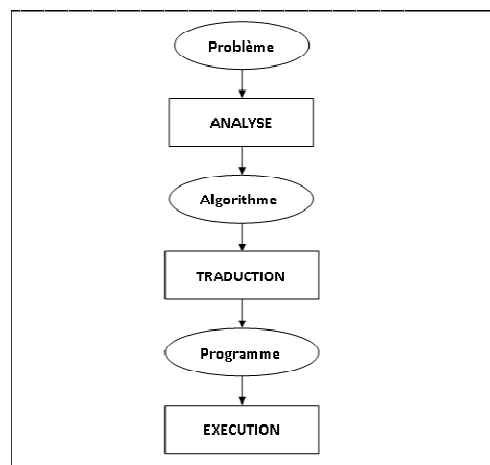 Problème
ANALYSE
Algorithme
TRADUCTION
Programme
EXECUTION